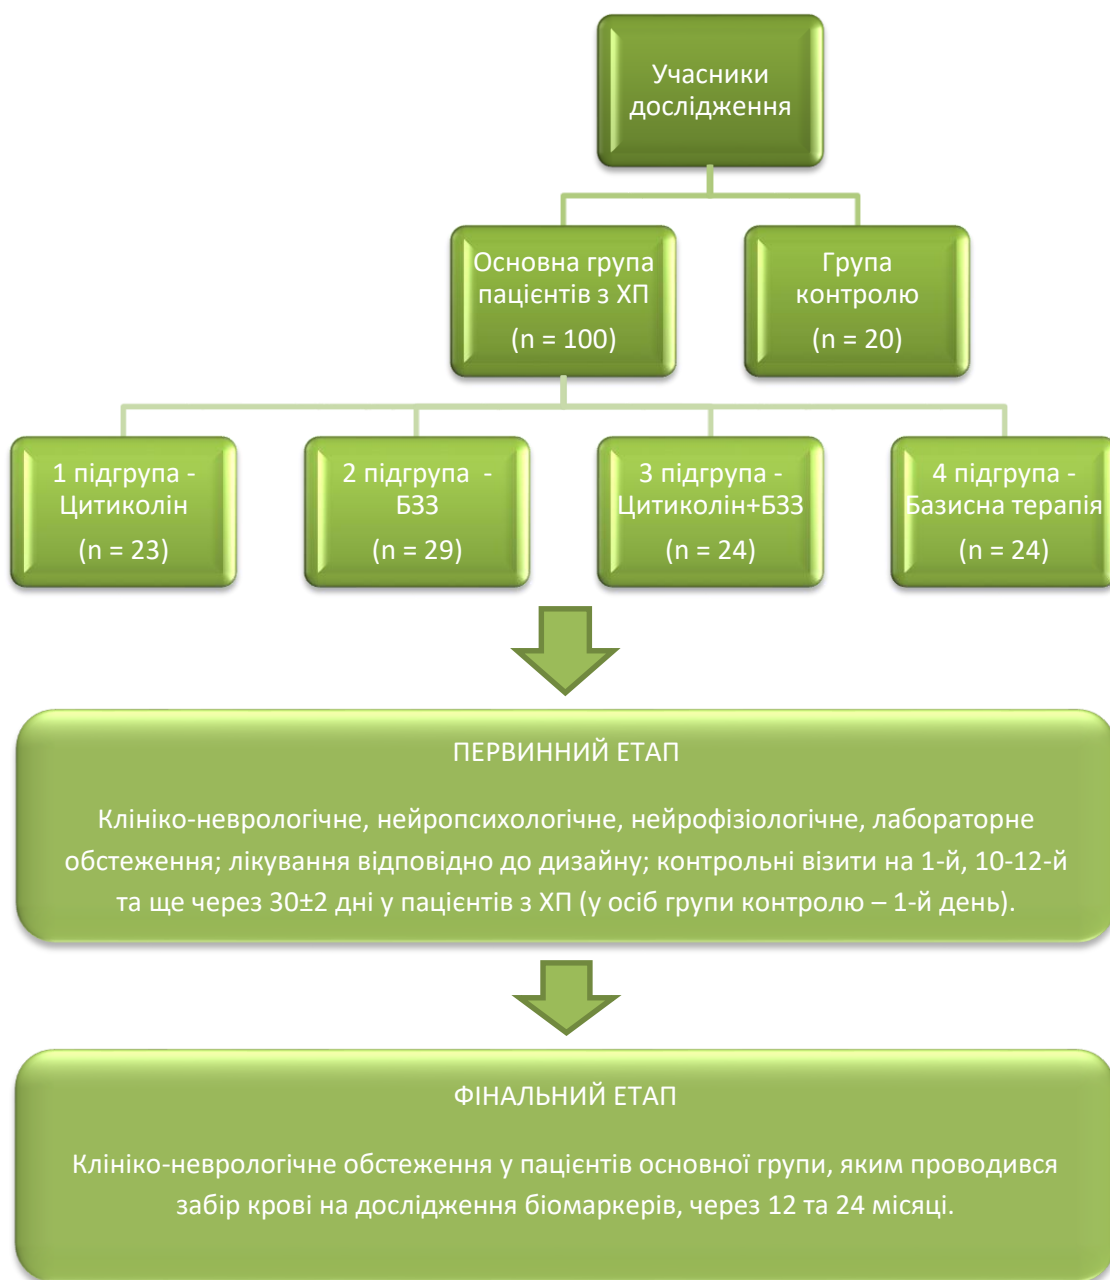 Учасники
дослідження
Основна група
пацієнтів з ХП
(n = 100)
Група
контролю
(n = 20)
1 підгрупа -
Цитиколін
(n = 23)
2 підгрупа -
БЗЗ
(n = 29)
3 підгрупа -
Цитиколін+БЗЗ
(n = 24)
4 підгрупа -
Базисна терапія
(n = 24)
ПЕРВИННИЙ ЕТАП
Клініко-неврологічне, нейропсихологічне, нейрофізіологічне, лабораторне
обстеження; лікування відповідно до дизайну; контрольні візити на 1-й, 10-12-й
та ще через 30±2 дні у пацієнтів з ХП (у осіб групи контролю – 1-й день).
ФІНАЛЬНИЙ ЕТАП
Клініко-неврологічне обстеження у пацієнтів основної групи, яким проводився
забір крові на дослідження біомаркерів, через 12 та 24 місяці.